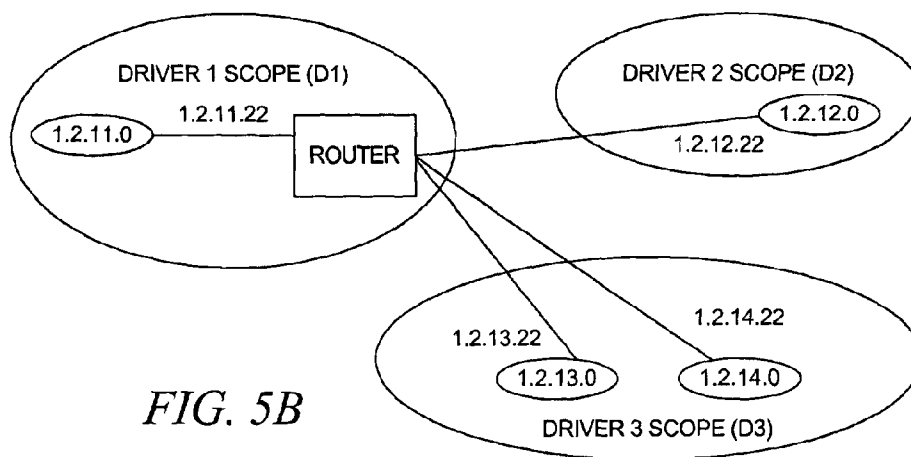 DRIVER 1 SCOPE (D1)
1.2.11.22
1.2.11.0
ROUTER
DRIVER 2 SCOPE (D2)
1.2.12.0
1.2.12.22
1.2.14.22
1.2.13.22
1.2.13.0
1.2.14.0
DRIVER 3 SCOPE (D3)
FIG. 5B